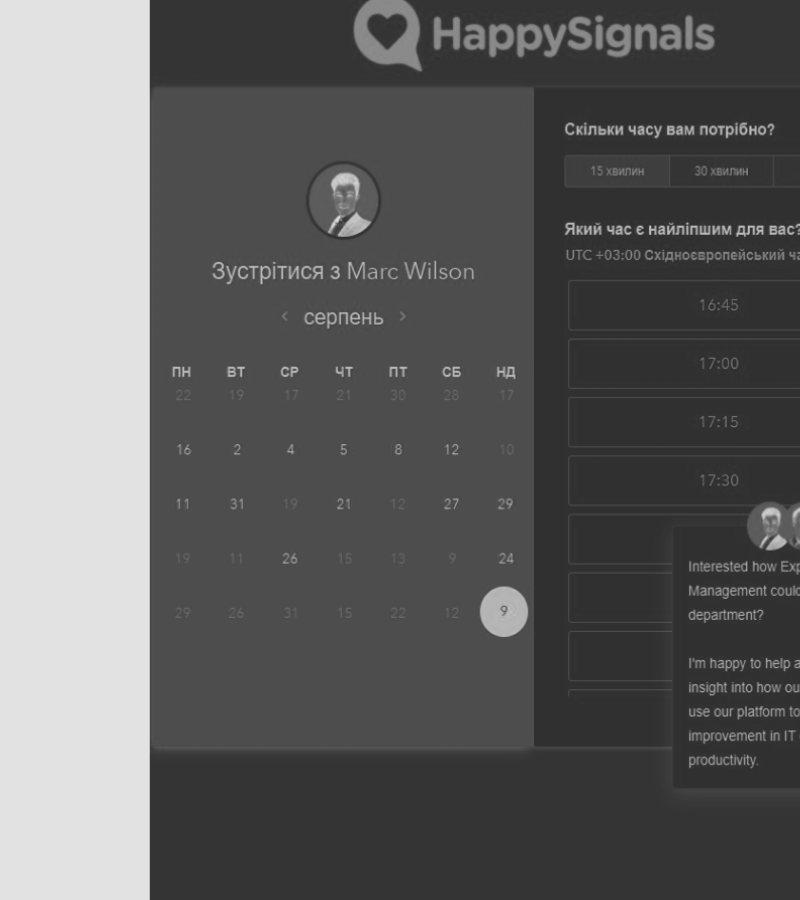 HappySignals
Зустрітися з Marc Wilson
‹ серпень ›
ПН ВТ СР ЧТ ПТ СБ НД
22 19 17 21 30 28 17
16 2 4 5 8 12 10
11 31 19 21 12 27 29
19 11 26 15 13 9 24
29 26 31 15 22 12 9
Скільки часу вам потрібно?
15 хвилин 30 хвилин
Який час є найліпшим для вас?
UTC +03:00 Східноєвропейський
16:45
17:00
17:15
17:30
Interested how
Management could
department?
I'm happy to help
insight into how
use our platform to
improvement in IT
productivity.